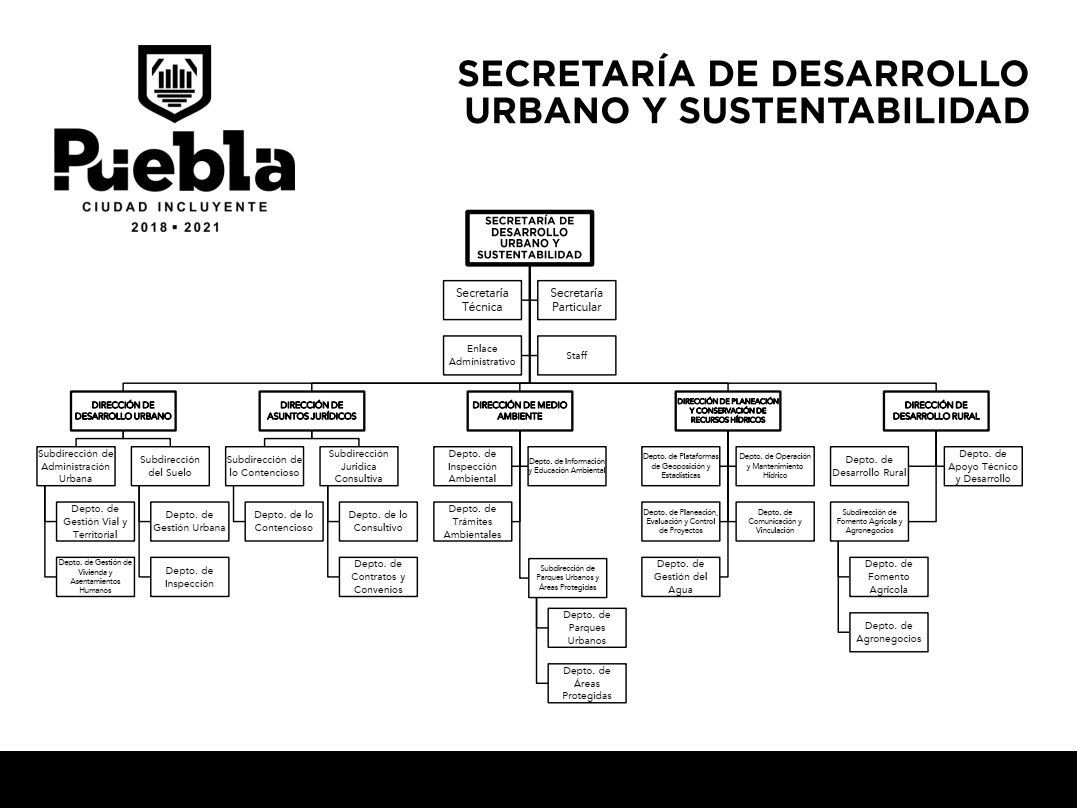 SECRETARÍA DE DESARROLLO
URBANO Y SUSTENTABILIDAD
Puebla
CIUDAD INCLUYENTE
2018 ▪ 2021
SECRETARÍA DE
DESARROLLO
URBANO Y
SUSTENTABILIDAD
Secretaría
Técnica
Secretaría
Particular
Enlace
Administrativo
Staff
DIRECCIÓN DE
DESARROLLO URBANO
DIRECCIÓN DE
ASUNTOS JURÍDICOS
DIRECCIÓN DE MEDIO
AMBIENTE
DIRECCIÓN DE PLANEACIÓN
Y CONSERVACIÓN DE
RECURSOS HÍDRICOS
DIRECCIÓN DE
DESARROLLO RURAL
Subdirección de
Administración
Urbana
Subdirección
del Suelo
Subdirección de
lo Contencioso
Subdirección
Jurídica
Consultiva
Depto. de
Inspección
Ambiental
Depto. de Información
y Educación Ambiental
Depto. de Plataformas
de Geoposición y
Estadísticas
Depto. de Operación
y Mantenimiento
Hídrico
Depto. de
Desarrollo Rural
Depto. de
Apoyo Técnico
y Desarrollo
Depto. de
Gestión Vial y
Territorial
Depto. de
Gestión Urbana
Depto. de lo
Contencioso
Depto. de lo
Consultivo
Depto. de
Trámites
Ambientales
Depto. de Planeación,
Evaluación y Control
de Proyectos
Depto. de
Comunicación y
Vinculación
Subdirección de
Fomento Agrícola y
Agronegocios
Depto. de Gestión de
Vivienda y
Asentamientos
Humanos
Depto. de
Inspección
Depto. de
Contratos y
Convenios
Subdirección de
Parques Urbanos y
Áreas Protegidas
Depto. de
Gestión del
Agua
Depto. de
Fomento
Agrícola
Depto. de
Parques
Urbanos
Depto. de
Agronegocios
Depto. de
Áreas
Protegidas